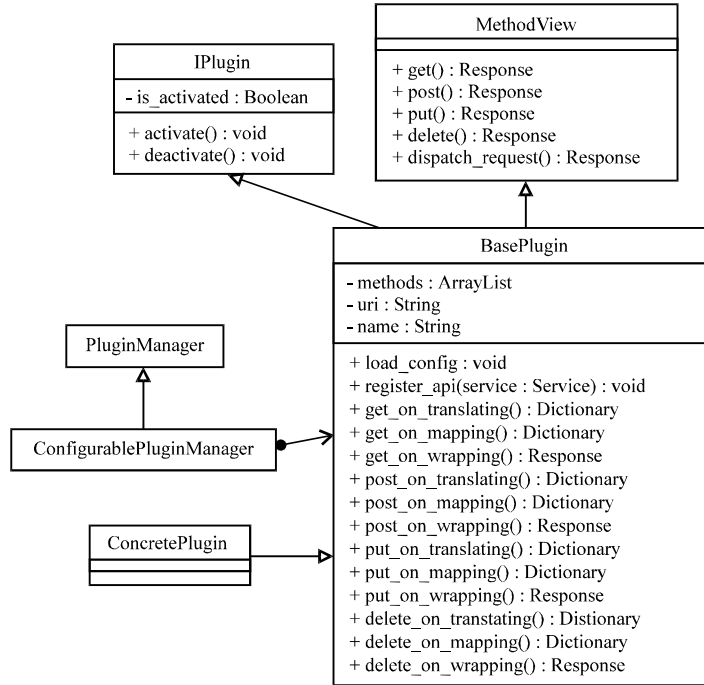 MethodView
+ get() : Response
+ post() : Response
+ put() : Response
+ delete() : Response
+ dispatch_request() : Response
IPlugin
- is_activated : Boolean
+ activate() : void
+ deactivate() : void
BasePlugin
- methods : ArrayList
- uri : String
- name : String
+ load_config : void
+ register_api(service : Service) : void
+ get_on_translating() : Dictionary
+ get_on_mapping() : Dictionary
+ get_on_wrapping() : Response
+ post_on_translating() : Dictionary
+ post_on_mapping() : Dictionary
+ post_on_wrapping() : Response
+ put_on_translating() : Dictionary
+ put_on_mapping() : Dictionary
+ put_on_wrapping() : Response
+ delete_on_transtating() : Distionary
+ delete_on_mapping() : Dictionary
+ delete_on_wrapping() : Response
PluginManager
ConfigurablePluginManager
ConcretePlugin